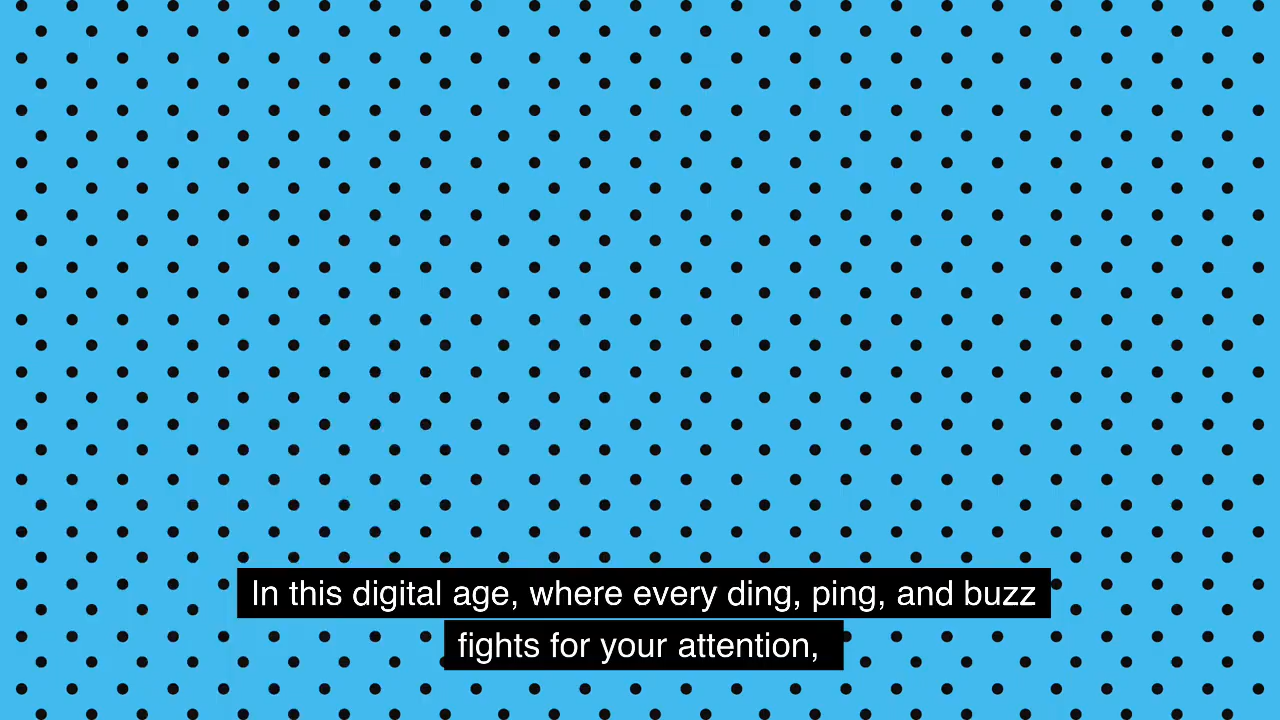 In this digital age, where every ding, ping, and buzz
fights for your attention,